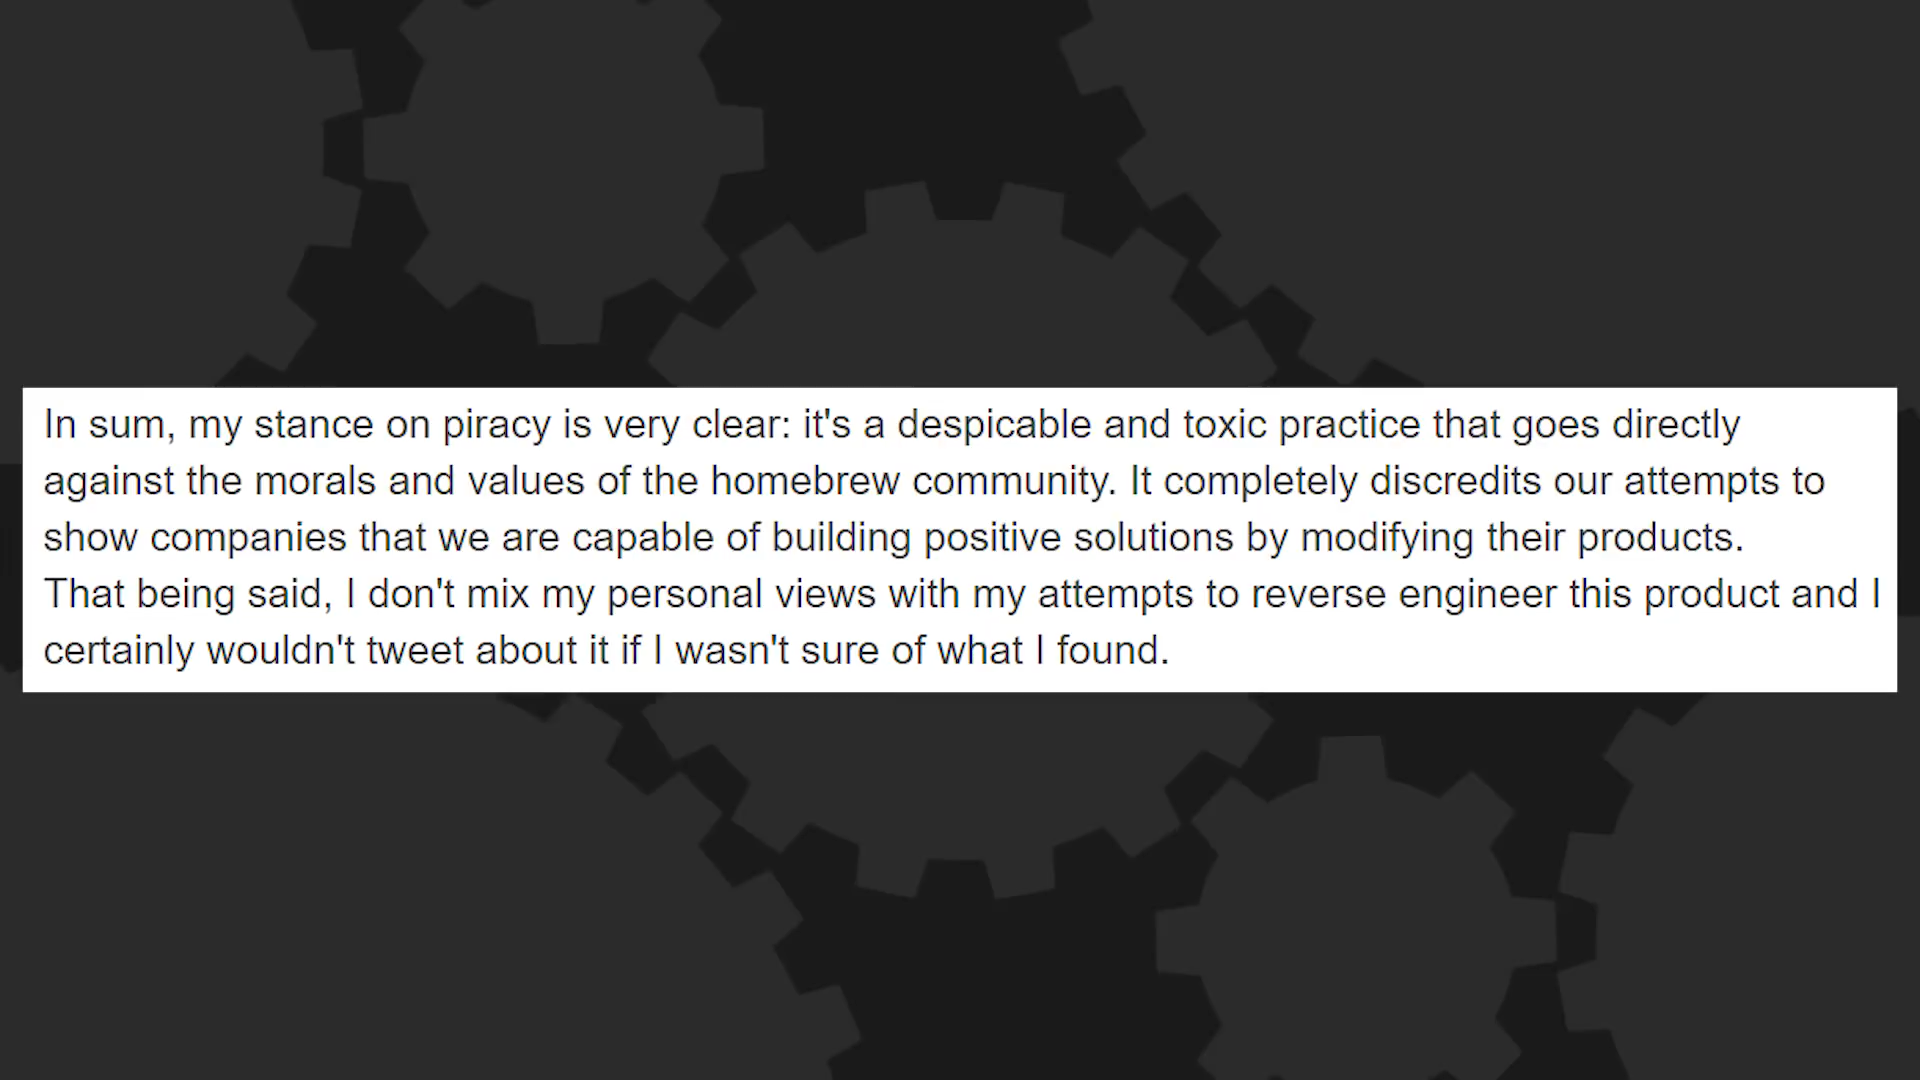 In sum, my stance on piracy is very clear: it's a despicable and toxic practice that goes directly
against the morals and values of the homebrew community. It completely discredits our attempts to
show companies that we are capable of building positive solutions by modifying their products.
That being said, I don't mix my personal views with my attempts to reverse engineer this product and I
certainly wouldn't tweet about it if I wasn't sure of what I found.